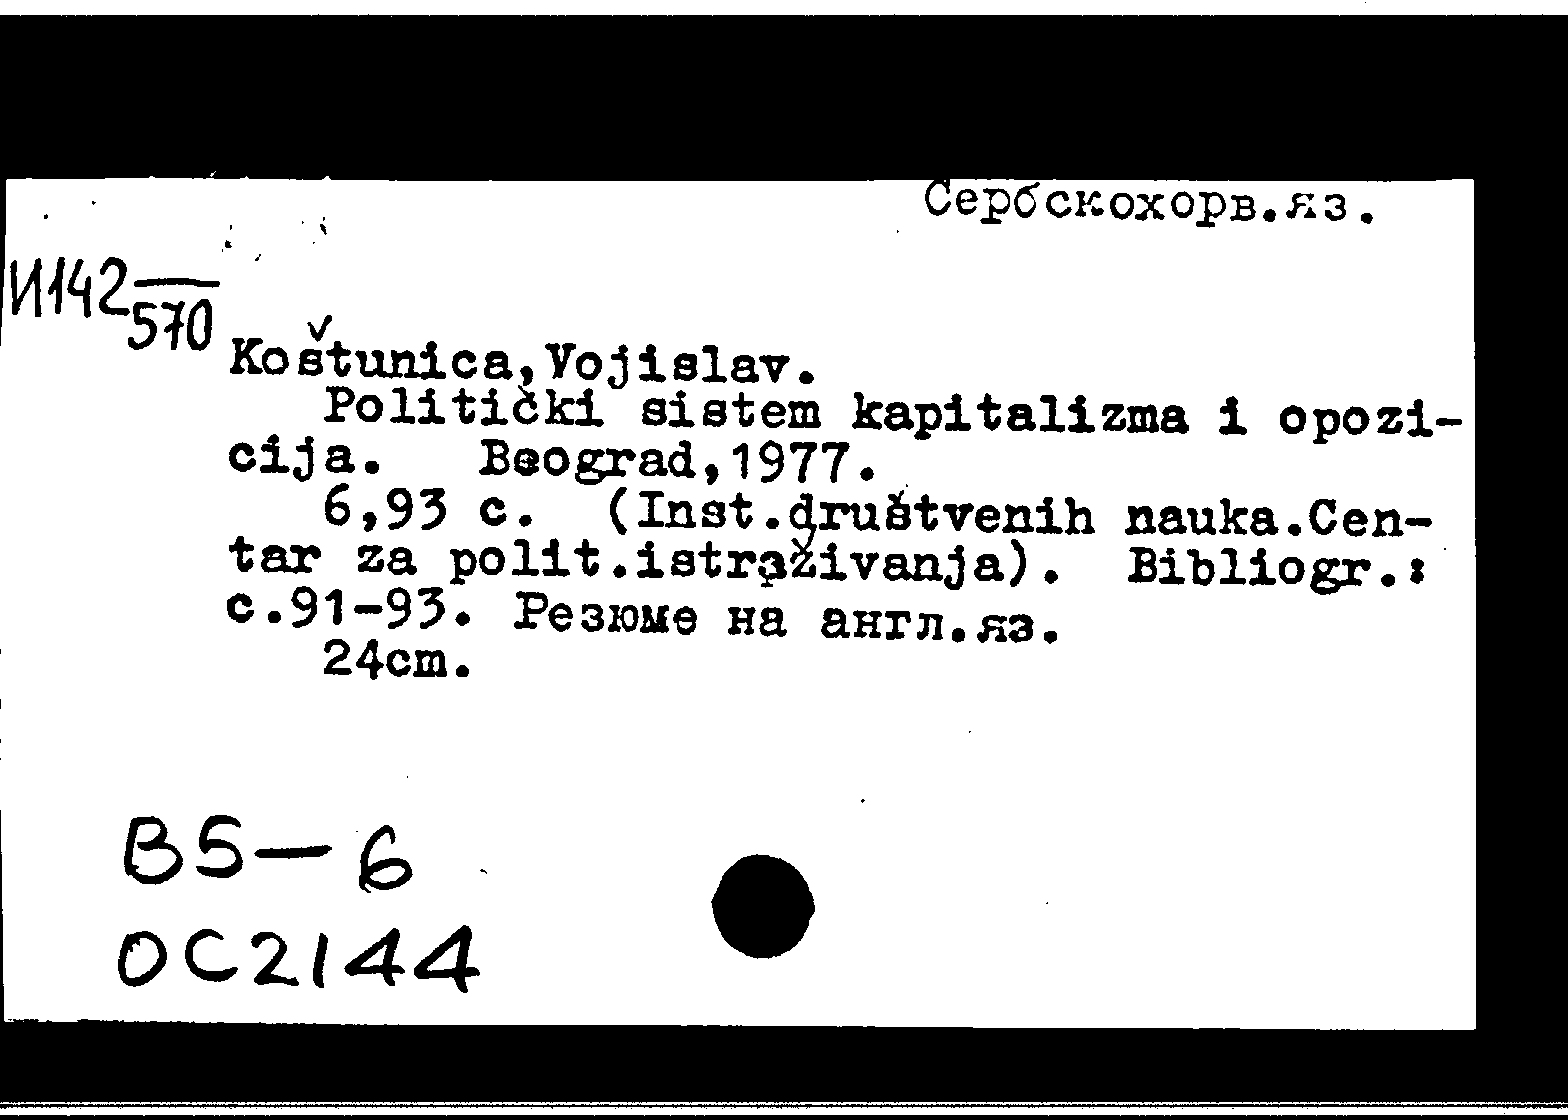 Сербскохорв.яз.
И142
570
Koštunica,Vojislav.
Politički sistem kapitalizma i opozi-
cija. Beograd,1977.
6,93 с. (Inst.društvenih nauka.Cen-
tar za polit.istraživanja). Bibliogr.:
с.91-93. Резюме на англ.яз.
24cm.
B5—6
OC2144